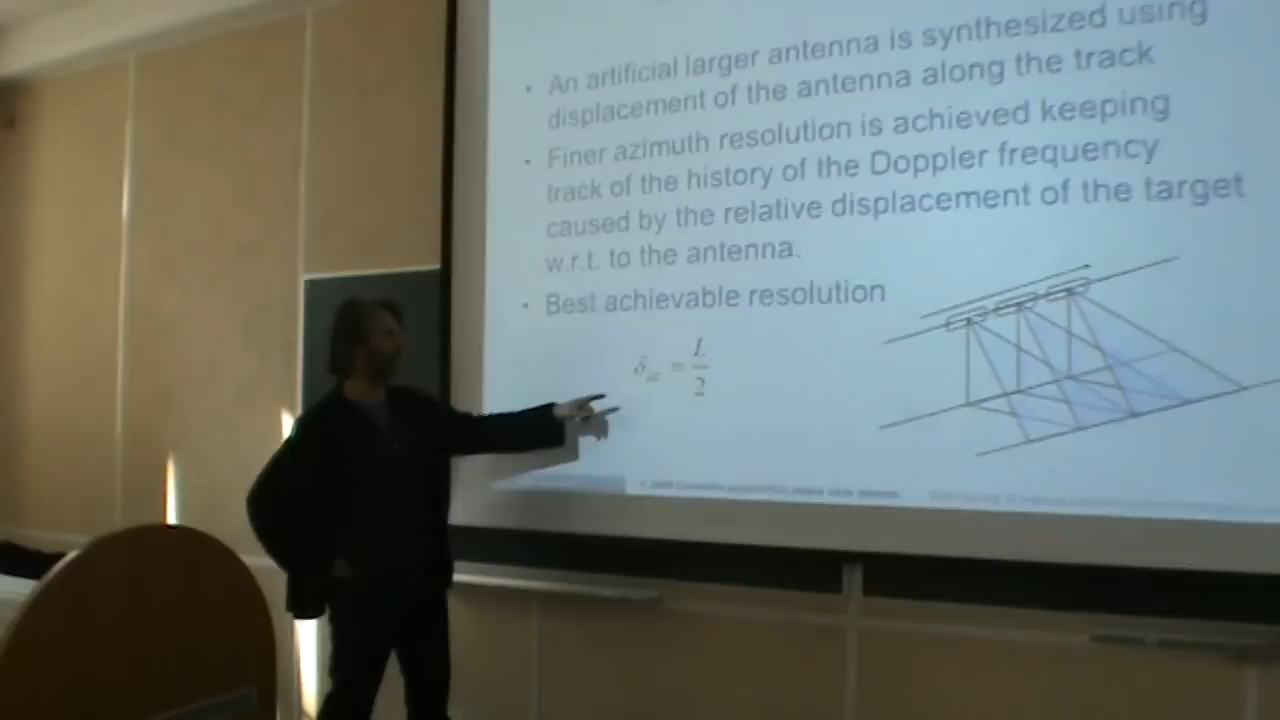 • An artificial larger antenna is synthesized using
displacement of the antenna along the track
• Finer azimuth resolution is achieved keeping
track of the history of the Doppler frequency
caused by the relative displacement of the target
w.r.t. to the antenna.
• Best achievable resolution
δ = L/2